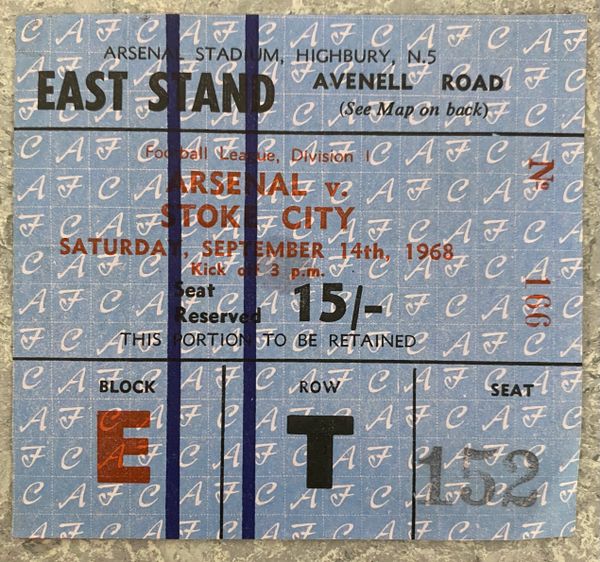 ARSENAL STADIUM, HIGHBURY, N.5
EAST STAND
AVENELL ROAD
(See Map on back)
Football League, Division 1
ARSENAL v.
STOKE CITY
SATURDAY, SEPTEMBER 14th, 1968
Kick off 3 p.m.
Seat
Reserved
15/-
THIS PORTION TO BE RETAINED
No 166
BLOCK
ROW
SEAT
E
T
152